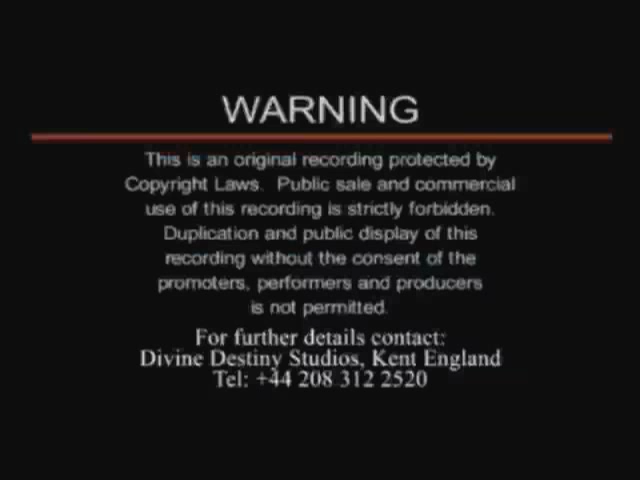 WARNING
This is an original recording protected by
Copyright Laws. Public sale and commercial
use of this recording is strictly forbidden.
Duplication and public display of this
recording without the consent of the
promoters, performers and producers
is not permitted.
For further details contact:
Divine Destiny Studios, Kent England
Tel: +44 208 312 2520